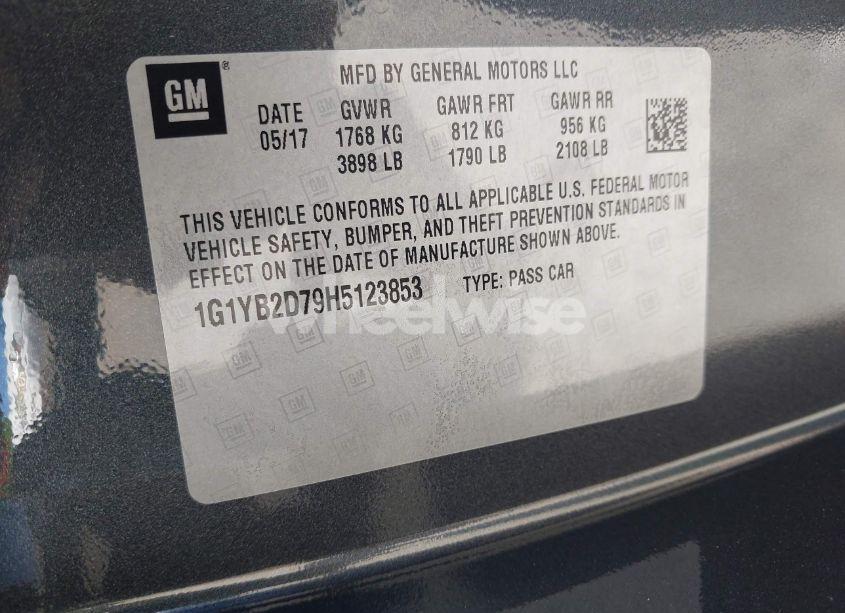 GM
®
MFD BY GENERAL MOTORS LLC
DATE GVWR GAWR FRT GAWR RR
05/17 1768 KG 812 KG 956 KG
3898 LB 1790 LB 2108 LB
THIS VEHICLE CONFORMS TO ALL APPLICABLE U.S. FEDERAL MOTOR
VEHICLE SAFETY, BUMPER, AND THEFT PREVENTION STANDARDS IN
EFFECT ON THE DATE OF MANUFACTURE SHOWN ABOVE.
1G1YB2D79H5123853 TYPE: PASS CAR
wheelwise